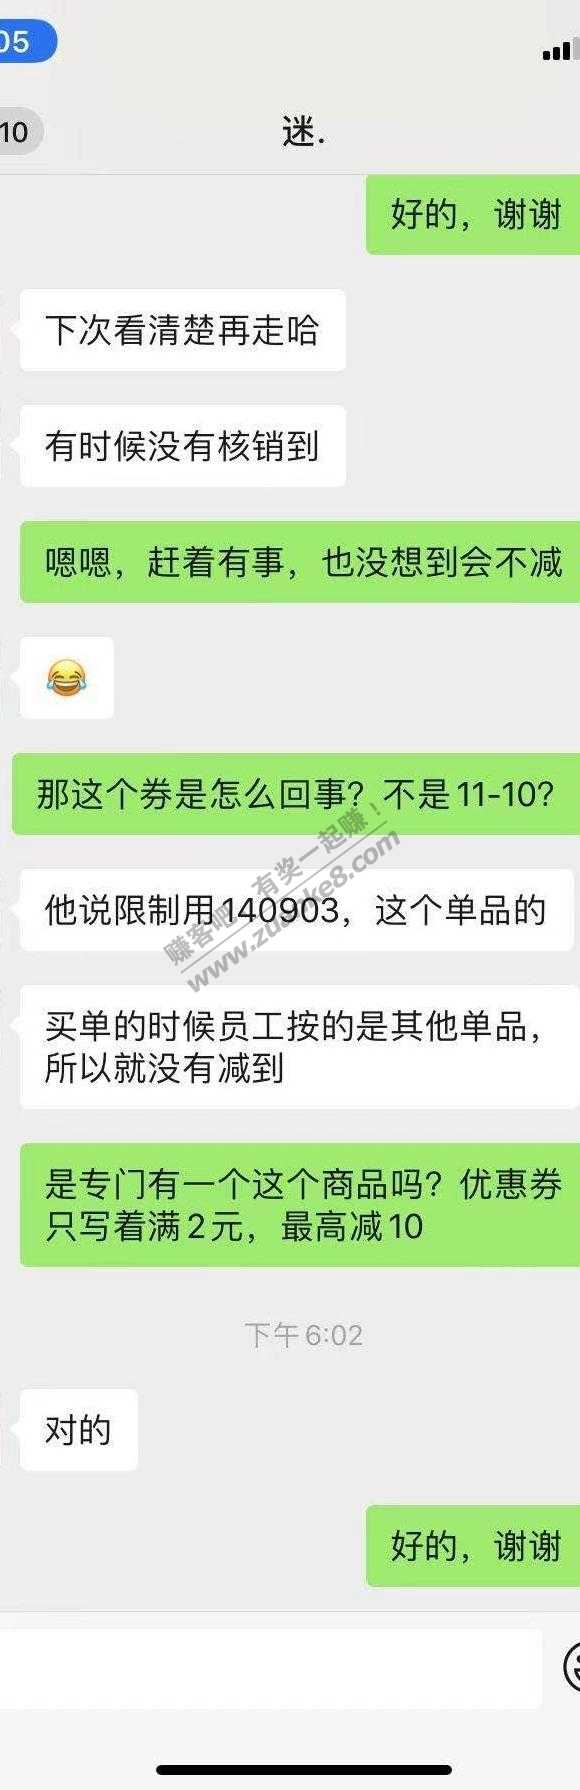 05
10
迷.
好的，谢谢
下次看清楚再走哈
有时候没有核销到
嗯嗯，赶着有事，也没想到会不减
😂
那这个券是怎么回事？不是11-10？
他说限制用140903，这个单品的
买单的时候员工按的是其他单品，
所以就没有减到
是专门有一个这个商品吗？优惠券
只写着满2元，最高减10
下午6:02
对的
好的，谢谢
赚客吧，有奖一起赚！
www.zuanke8.com